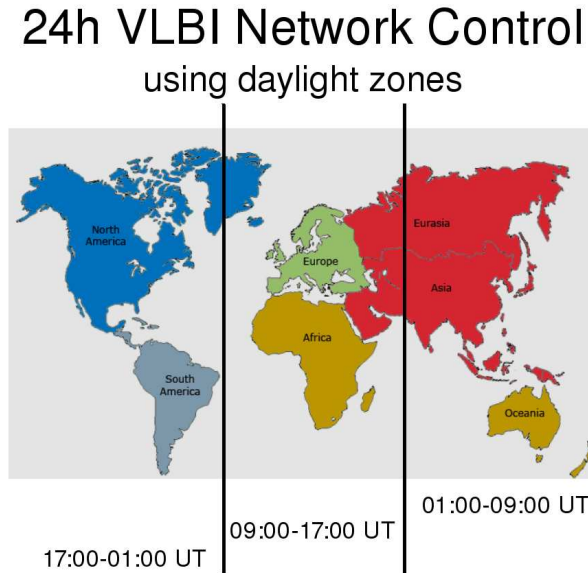 24h VLBI Network Control
using daylight zones
North
America
Eurasia
Europe
Asia
Africa
South
America
Oceania
01:00-09:00 UT
09:00-17:00 UT
17:00-01:00 UT